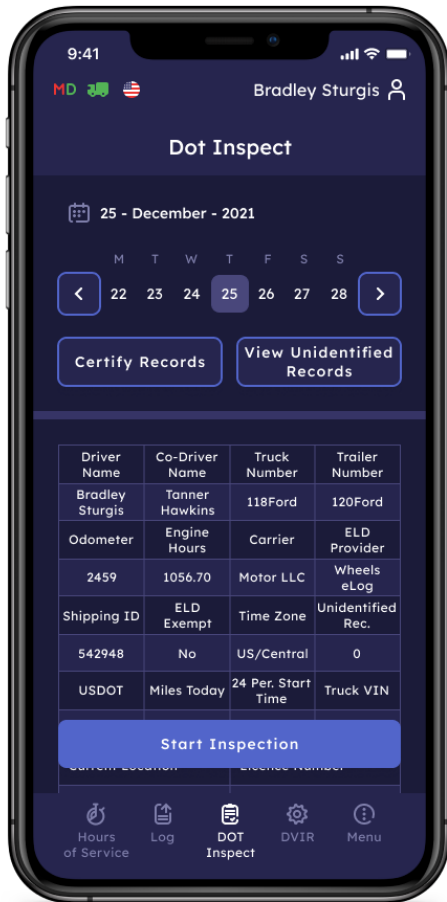 9:41
MD
Bradley Sturgis
Dot Inspect
25 - December - 2021
M T W T F S S
22 23 24 25 26 27 28
Certify Records
View Unidentified
Records
Driver Name
Co-Driver Name
Truck Number
Trailer Number
Bradley Sturgis
Tanner Hawkins
118Ford
120Ford
Odometer
Engine Hours
Carrier
ELD Provider
2459
1056.70
Motor LLC
Wheels eLog
Shipping ID
ELD Exempt
Time Zone
Unidentified Rec.
542948
No
US/Central
0
USDOT
Miles Today
24 Per. Start Time
Truck VIN
Start Inspection
Current Location
Licence Number
Hours of Service
Log
DOT Inspect
DVIR
Menu